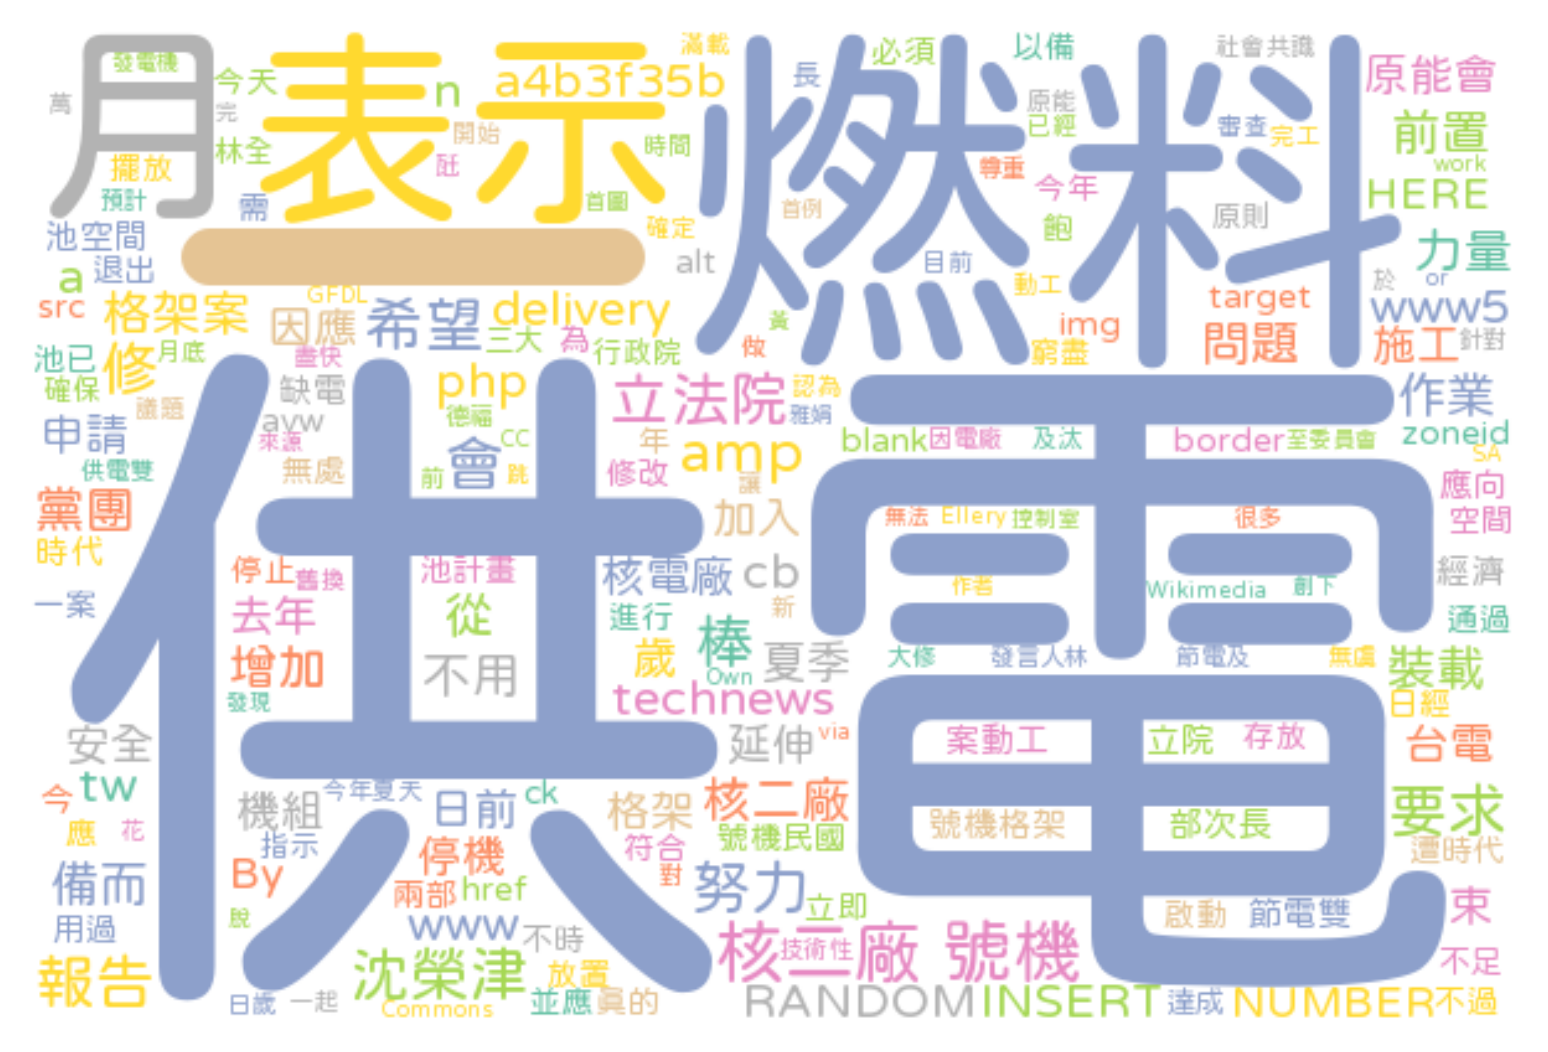 月
表示
燃料
供電
一
發電機
萬
今天
完
林全
擺放
預計
需
n
a4b3f35b
滿載
開始
時間
首圖
確定
alt
長
必須
以備
社會共識
原能會
原能
已經
審查
完工
前置
work
尊重
今年
HERE
首例
飽
原則
目前
動工
力量
於
or
池空間
a
退出
src
格架案
GFDL
因應
希望
delivery
三大
為
行政院
黃
做
img
窮盡
target
問題
www5
施工
針對
池已
修
月底
盡快
確保
議題
缺電
avw
來源
php
德福
立法院
認為
雅娟
作業
申請
供電雙
無處
會
CC
前
跳
年
修改
amp
讓
blank
因電廠
及汰
border
至委員會
zoneid
SA
黨團
時代
加入
無法
Ellery
控制室
很多
應向
空間
停止
舊換
池計畫
核電廠
cb
作者
Wikimedia
創下
經濟
一案
去年
從
進行
新
通過
增加
不用
歲
棒
Own
夏季
大修
發言人林
節電及
無虞
裝載
發現
technews
日經
安全
延伸
via
案動工
立院
存放
台電
今
tw
機組
今年夏天
日前
ck
格架
核二廠
要求
應
花
指示
停機
符合
號機民國
號機格架
部次長
遭時代
備而
By
兩部
href
對
努力
立即
啟動
節電雙
束
用過
脫
www
不時
核二廠 號機
技術性
不足
報告
沈榮津
放置
日歲
一起
Commons
並應
真的
RANDOM
INSERT
達成
NUMBER
不過